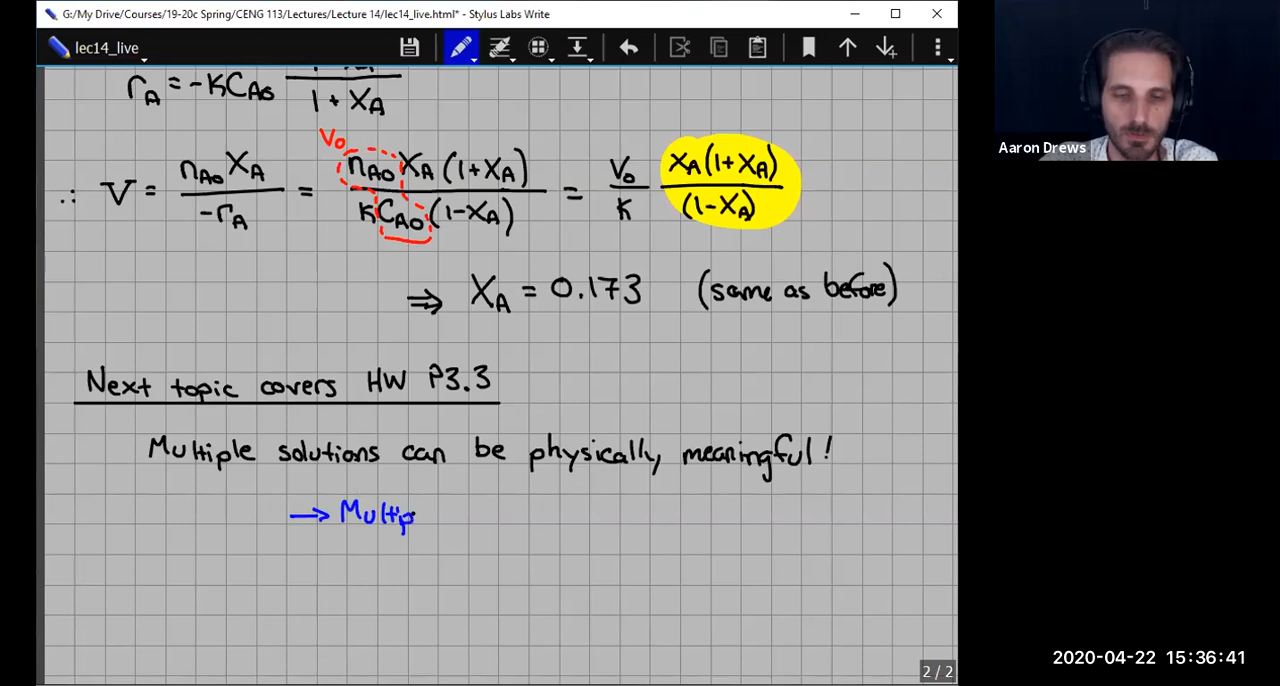 G:/My Drive/Courses/19-20c Spring/CENG 113/Lectures/Lecture 14/lec14_live.html* - Stylus Labs Write
lec14_live
r_A = -kC_A0 / 1 + X_A
V_0
∴ V = n_A0 X_A / -r_A = n_A0 X_A (1+X_A) / k C_A0 (1-X_A) = V_0 / k X_A(1+X_A) / (1-X_A)
⇒ X_A = 0.173 (same as before)
Next topic covers HW P3.3
Multiple solutions can be physically meaningful!
→ Multip
2 / 2
Aaron Drews
2020-04-22 15:36:41